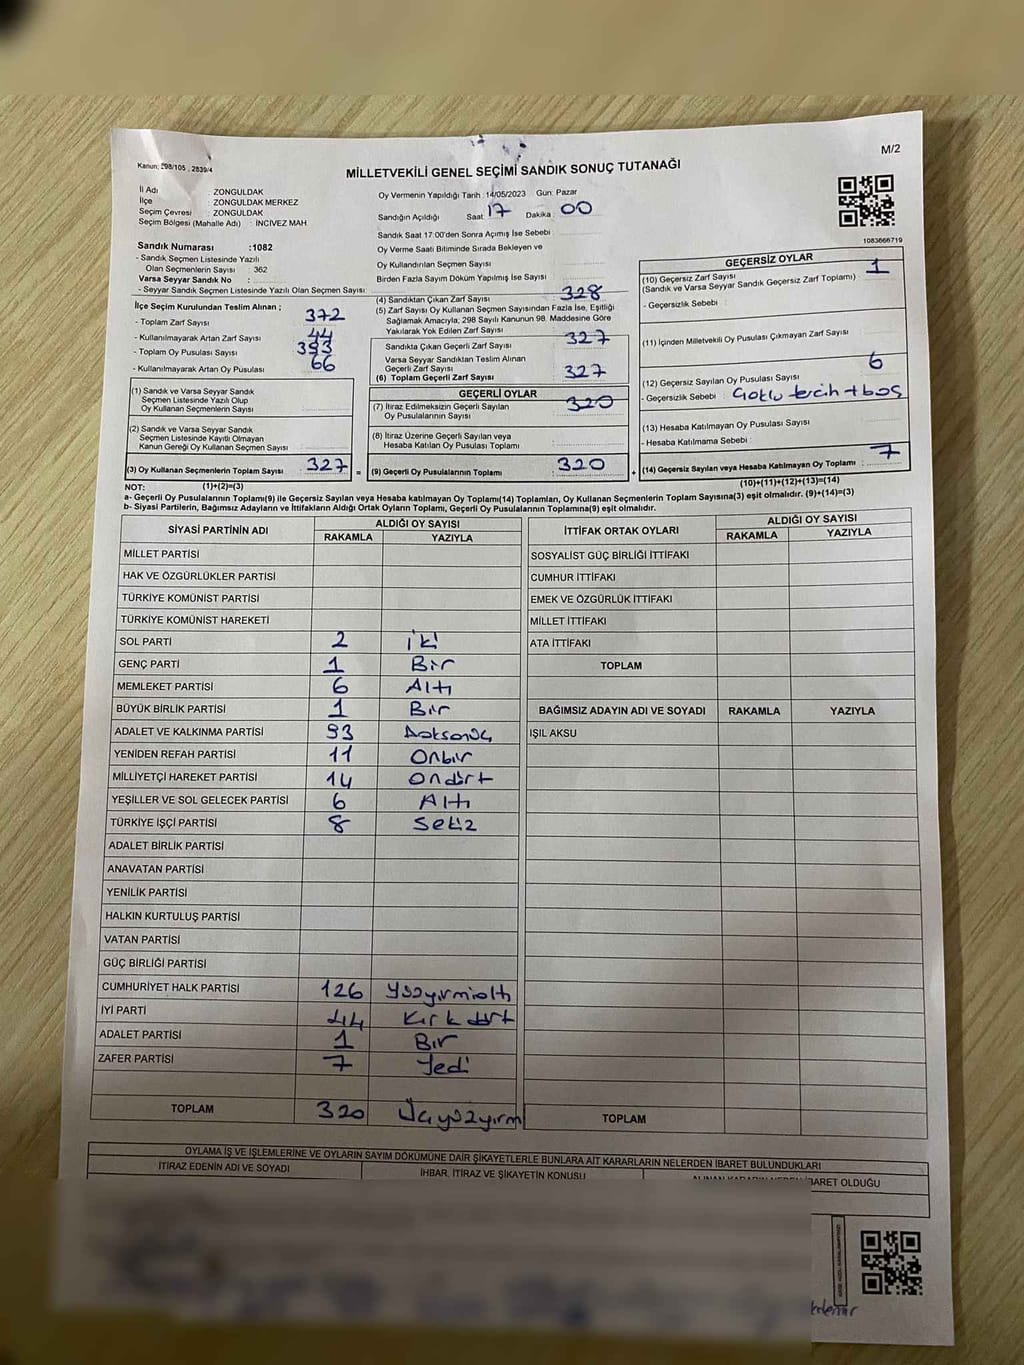 Kanun; 298/105 , 2839/4
M/2
MİLLETVEKİLİ GENEL SEÇİMİ SANDIK SONUÇ TUTANAĞI
İl Adı : ZONGULDAK
İlçe : ZONGULDAK MERKEZ
Seçim Çevresi : ZONGULDAK
Seçim Bölgesi (Mahalle Adı) : İNCİVEZ MAH.
Sandık Numarası :1082
- Sandık Seçmen Listesinde Yazılı
Olan Seçmenlerin Sayısı : 362
Varsa Seyyar Sandık No :
- Seyyar Sandık Seçmen Listesinde Yazılı Olan Seçmen Sayısı:
Oy Vermenin Yapıldığı Tarih :14/05/2023 Gün: Pazar
Sandığın Açıldığı Saat: 17 Dakika : 00
Sandık Saat 17:00'den Sonra Açımış İse Sebebi :
Oy Verme Saati Bitiminde Sırada Bekleyen ve
Oy Kullandırılan Seçmen Sayısı
Birden Fazla Sayım Döküm Yapılmış İse Sayısı
1083666719
İlçe Seçim Kurulundan Teslim Alınan ;
- Toplam Zarf Sayısı 372
- Kullanılmayarak Artan Zarf Sayısı 44
- Toplam Oy Pusulası Sayısı 393
- Kullanılmayarak Artan Oy Pusulası 66
(1) Sandık ve Varsa Seyyar Sandık
Seçmen Listesinde Yazılı Olup
Oy Kullanan Seçmenlerin Sayısı
(2) Sandık ve Varsa Seyyar Sandık
Seçmen Listesinde Kayıtlı Olmayan
Kanun Gereği Oy Kullanan Seçmen Sayısı
(3) Oy Kullanan Seçmenlerin Toplam Sayısı 327 =
(4) Sandıktan Çıkan Zarf Sayısı 328
(5) Zarf Sayısı Oy Kullanan Seçmen Sayısından Fazla İse, Eşitliği
Sağlamak Amacıyla; 298 Sayılı Kanunun 98. Maddesine Göre
Yakılarak Yok Edilen Zarf Sayısı
Sandıkta Çıkan Geçerli Zarf Sayısı 327
Varsa Seyyar Sandıktan Teslim Alınan
Geçerli Zarf Sayısı
(6) Toplam Geçerli Zarf Sayısı 327
GEÇERLİ OYLAR
(7) İtiraz Edilmeksizin Geçerli Sayılan
Oy Pusulalarının Sayısı 320
(8) İtiraz Üzerine Geçerli Sayılan veya
Hesaba Katılan Oy Pusulası Toplamı
(9) Geçerli Oy Pusulalarının Toplamı 320 +
GEÇERSİZ OYLAR
(10) Geçersiz Zarf Sayısı 1
(Sandık ve Varsa Seyyar Sandık Geçersiz Zarf Toplamı)
- Geçersizlik Sebebi :
(11) İçinden Milletvekili Oy Pusulası Çıkmayan Zarf Sayısı
(12) Geçersiz Sayılan Oy Pusulası Sayısı 6
- Geçersizlik Sebebi : Çoklu tercih + boş
(13) Hesaba Katılmayan Oy Pusulası Sayısı
- Hesaba Katılmama Sebebi :
(14) Geçersiz Sayılan veya Hesaba Katılmayan Oy Toplamı : 7
NOT: (1)+(2)=(3)
(10)+(11)+(12)+(13)=(14)
a- Geçerli Oy Pusulalarının Toplamı(9) ile Geçersiz Sayılan veya Hesaba katılmayan Oy Toplamı(14) Toplamları, Oy Kullanan Seçmenlerin Toplam Sayısına(3) eşit olmalıdır. (9)+(14)=(3)
b- Siyasi Partilerin, Bağımsız Adayların ve İttifakların Aldığı Ortak Oyların Toplamı, Geçerli Oy Pusulalarının Toplamına(9) eşit olmalıdır.
SİYASİ PARTİNİN ADI ALDIĞI OY SAYISI
RAKAMLA YAZIYLA
MİLLET PARTİSİ
HAK VE ÖZGÜRLÜKLER PARTİSİ
TÜRKİYE KOMÜNİST PARTİSİ
TÜRKİYE KOMÜNİST HAREKETİ
SOL PARTİ 2 iki
GENÇ PARTİ 1 Bir
MEMLEKET PARTİSİ 6 Altı
BÜYÜK BİRLİK PARTİSİ 1 Bir
ADALET VE KALKINMA PARTİSİ 93 Doksanüç
YENİDEN REFAH PARTİSİ 11 Onbir
MİLLİYETÇİ HAREKET PARTİSİ 14 Ondört
YEŞİLLER VE SOL GELECEK PARTİSİ 6 Altı
TÜRKİYE İŞÇİ PARTİSİ 8 Sekiz
ADALET BİRLİK PARTİSİ
ANAVATAN PARTİSİ
YENİLİK PARTİSİ
HALKIN KURTULUŞ PARTİSİ
VATAN PARTİSİ
GÜÇ BİRLİĞİ PARTİSİ
CUMHURİYET HALK PARTİSİ 126 Yüzyirmialtı
İYİ PARTİ 44 Kırkdört
ADALET PARTİSİ 1 Bir
ZAFER PARTİSİ 7 Yedi
TOPLAM 320 Üçyüzyirmi
İTTİFAK ORTAK OYLARI ALDIĞI OY SAYISI
RAKAMLA YAZIYLA
SOSYALİST GÜÇ BİRLİĞİ İTTİFAKI
CUMHUR İTTİFAKI
EMEK VE ÖZGÜRLÜK İTTİFAKI
MİLLET İTTİFAKI
ATA İTTİFAKI
TOPLAM
BAĞIMSIZ ADAYIN ADI VE SOYADI RAKAMLA YAZIYLA
IŞIL AKSU
TOPLAM
OYLAMA İŞ VE İŞLEMLERİNE VE OYLARIN SAYIM DÖKÜMÜNE DAİR ŞİKAYETLERLE BUNLARA AİT KARARLARIN NELERDEN İBARET BULUNDUKLARI
İTİRAZ EDENİN ADI VE SOYADI
İHBAR, İTİRAZ VE ŞİKAYETİN KONUSU
İBARET OLDUĞU